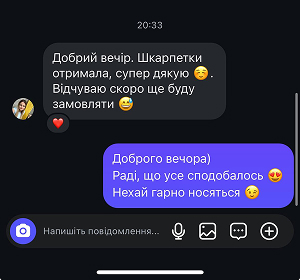 20:33
Добрий вечір. Шкарпетки
отримала, супер дякую ☺️.
Відчуваю скоро ще буду
замовляти 😅
❤️
Доброго вечора)
Раді, що усе сподобалось 😍
Нехай гарно носяться 😉
Напишіть повідомлення...